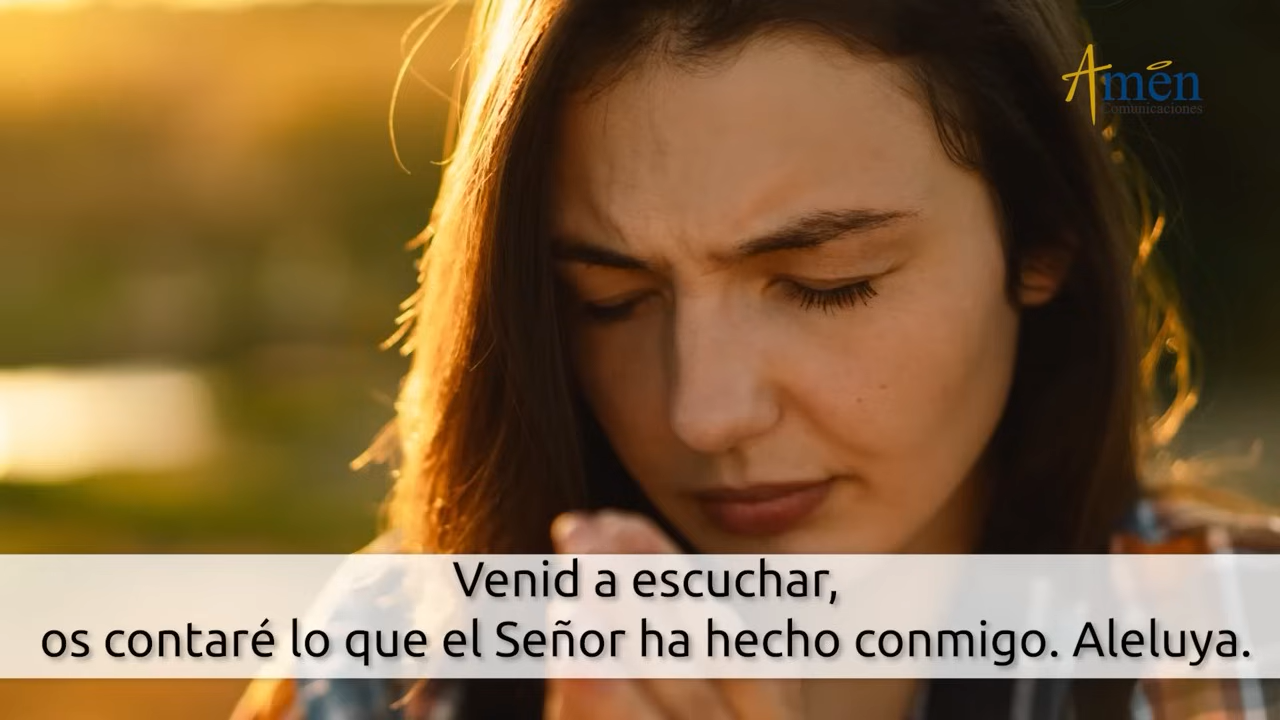 Amén
Comunicaciones
Venid a escuchar,
os contaré lo que el Señor ha hecho conmigo. Aleluya.